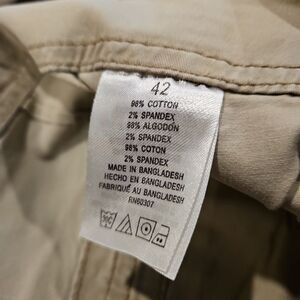 42
98% COTTON
2% SPANDEX
98% ALGODÓN
2% SPANDEX
98% COTON
2% SPANDEX
MADE IN BANGLADESH
HECHO EN BANGLADESH
FABRIQUÉ AU BANGLADESH
RN60307